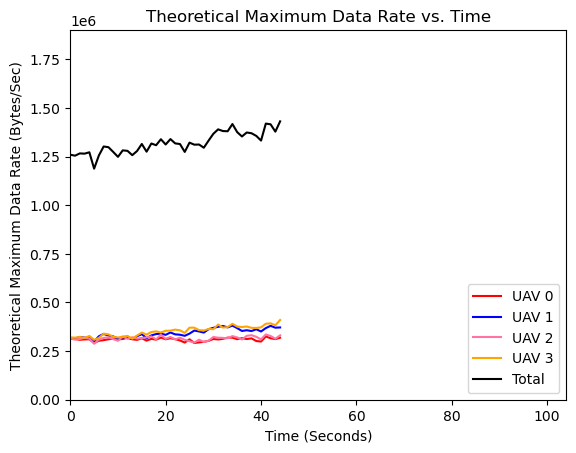 Theoretical Maximum Data Rate vs. Time
1e6
Theoretical Maximum Data Rate (Bytes/Sec)
1.75
1.50
1.25
1.00
0.75
0.50
0.25
0.00
0
20
40
60
80
100
Time (Seconds)
UAV 0
UAV 1
UAV 2
UAV 3
Total